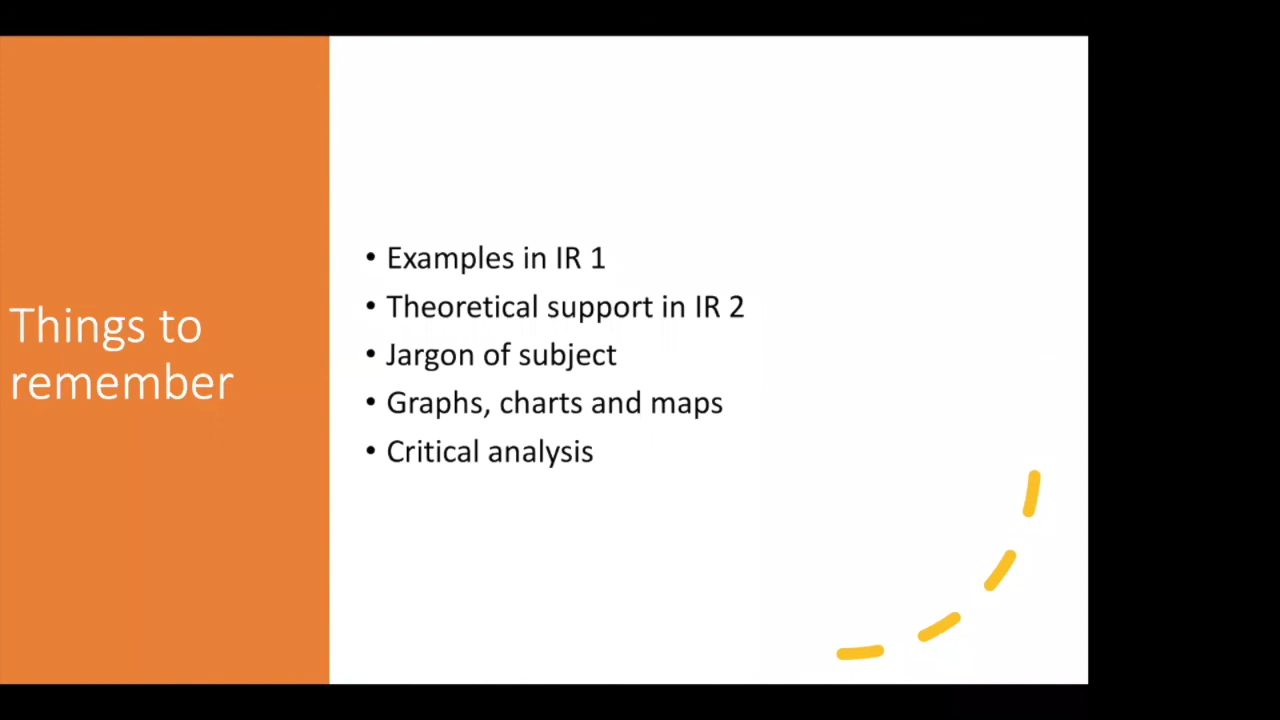 Things to
remember
• Examples in IR 1
• Theoretical support in IR 2
• Jargon of subject
• Graphs, charts and maps
• Critical analysis